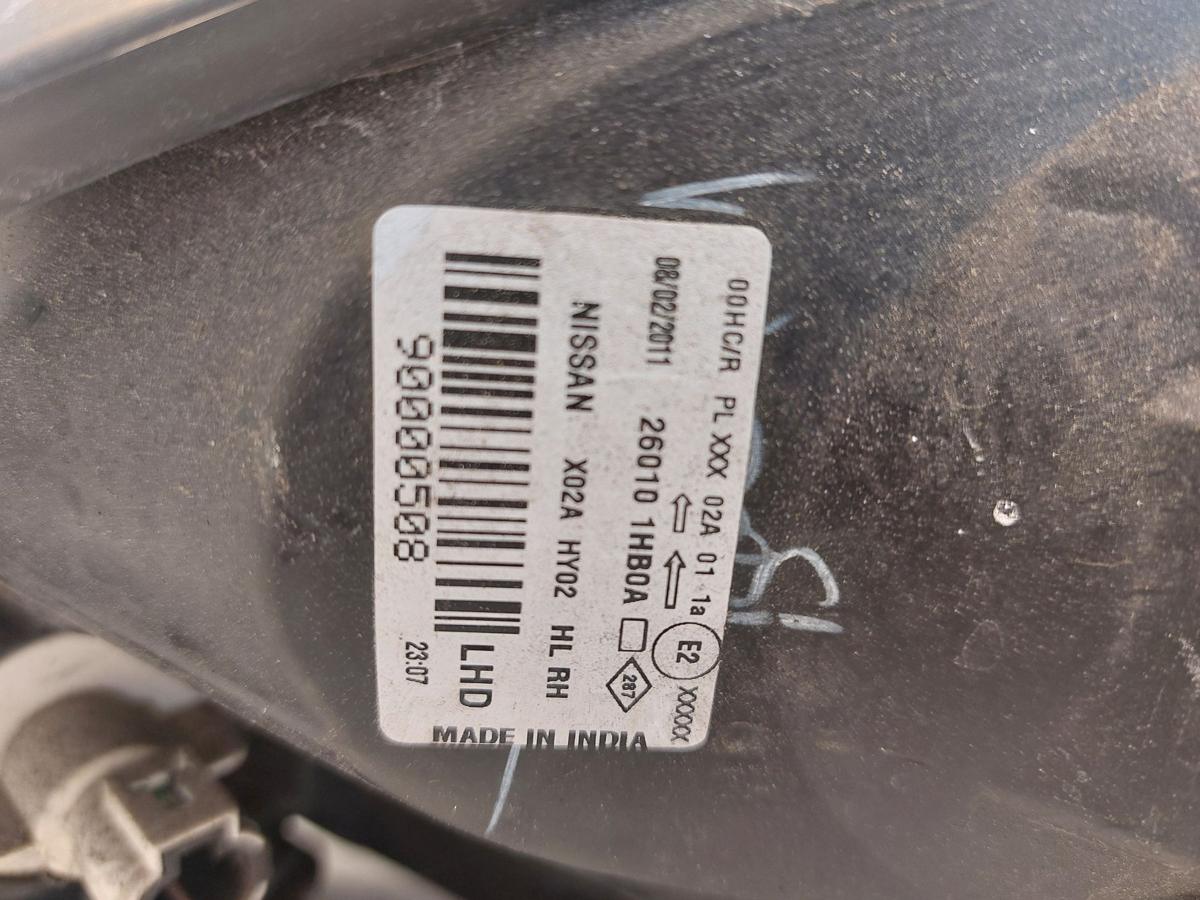 00HC/R PL XXX 02A 01 1a E2 XXXXX
08/02/2011 26010 1HB0A 287
NISSAN X02A HY02 HL RH
LHD
900000508 23:07
MADE IN INDIA